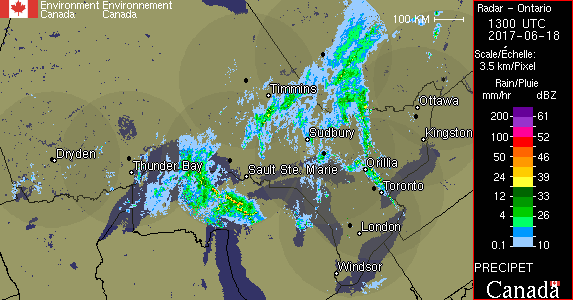 Environment Environnement
Canada Canada
100 KM
Timmins
Ottawa
Sudbury
Kingston
Dryden
Thunder Bay
Sault Ste. Marie
Orillia
Toronto
London
Windsor
Radar - Ontario
1300 UTC
2017-06-18
Scale/Échelle:
3.5 km/Pixel
Rain/Pluie
mm/hr dBZ
200 61
100 52
50 46
24 39
12 33
4 26
0.1 10
PRECIPET
Canada